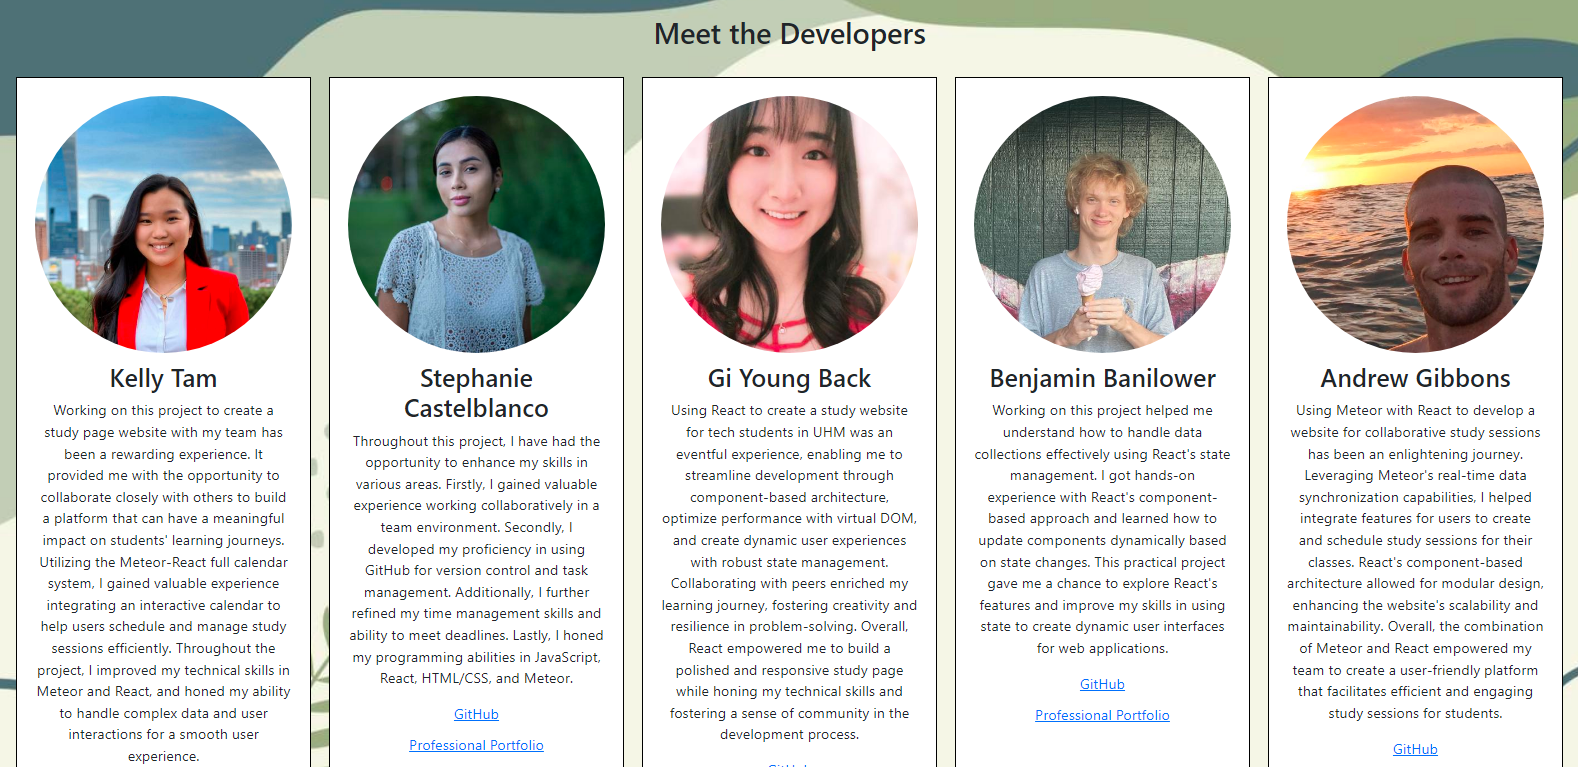 Meet the Developers
Kelly Tam
Working on this project to create a
study page website with my team has
been a rewarding experience. It
provided me with the opportunity to
collaborate closely with others to build
a platform that can have a meaningful
impact on students' learning journeys.
Utilizing the Meteor-React full calendar
system, I gained valuable experience
integrating an interactive calendar to
help users schedule and manage study
sessions efficiently. Throughout the
project, I improved my technical skills in
Meteor and React, and honed my ability
to handle complex data and user
interactions for a smooth user
experience.
Stephanie
Castelblanco
Throughout this project, I have had the
opportunity to enhance my skills in
various areas. Firstly, I gained valuable
experience working collaboratively in a
team environment. Secondly, I
developed my proficiency in using
GitHub for version control and task
management. Additionally, I further
refined my time management skills and
ability to meet deadlines. Lastly, I honed
my programming abilities in JavaScript,
React, HTML/CSS, and Meteor.
GitHub
Professional Portfolio
Gi Young Back
Using React to create a study website
for tech students in UHM was an
eventful experience, enabling me to
streamline development through
component-based architecture,
optimize performance with virtual DOM,
and create dynamic user experiences
with robust state management.
Collaborating with peers enriched my
learning journey, fostering creativity and
resilience in problem-solving. Overall,
React empowered me to build a
polished and responsive study page
while honing my technical skills and
fostering a sense of community in the
development process.
GitHub
Benjamin Banilower
Working on this project helped me
understand how to handle data
collections effectively using React's state
management. I got hands-on
experience with React's component-
based approach and learned how to
update components dynamically based
on state changes. This practical project
gave me a chance to explore React's
features and improve my skills in using
state to create dynamic user interfaces
for web applications.
GitHub
Professional Portfolio
Andrew Gibbons
Using Meteor with React to develop a
website for collaborative study sessions
has been an enlightening journey.
Leveraging Meteor's real-time data
synchronization capabilities, I helped
integrate features for users to create
and schedule study sessions for their
classes. React's component-based
architecture allowed for modular design,
enhancing the website's scalability and
maintainability. Overall, the combination
of Meteor and React empowered my
team to create a user-friendly platform
that facilitates efficient and engaging
study sessions for students.
GitHub